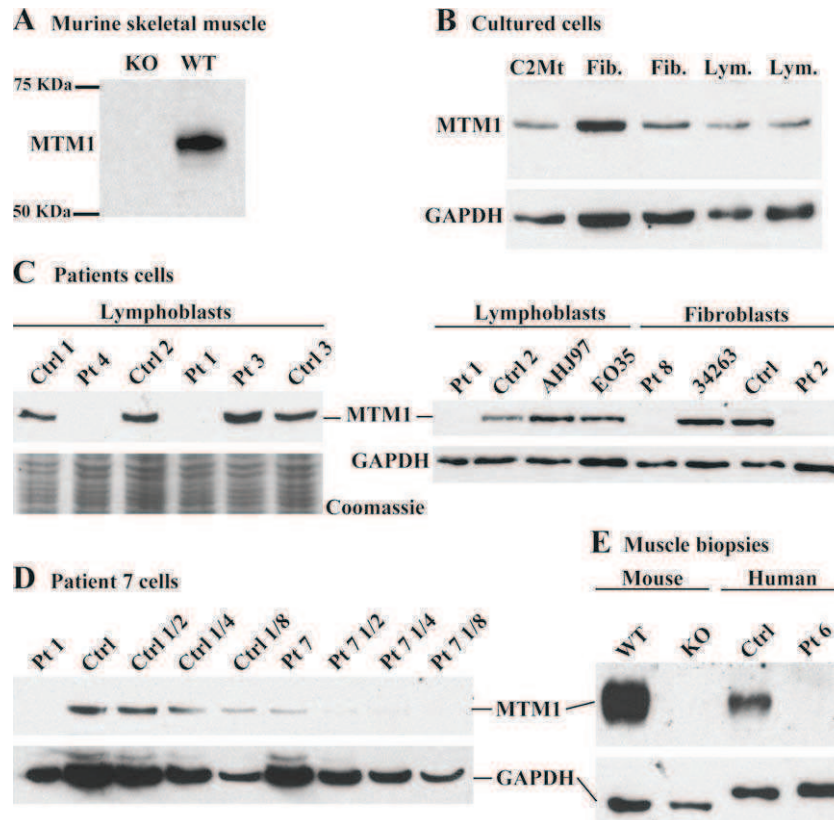 A Murine skeletal muscle
KO WT
75 KDa
MTM1
50 KDa
B Cultured cells
C2Mt Fib. Fib. Lym. Lym.
MTM1
GAPDH
C Patients cells
Lymphoblasts
Ctrl 1 Pt 4 Ctrl 2 Pt 1 Pt 3 Ctrl 3
Lymphoblasts Fibroblasts
Pt 1 Ctrl 2 AHJ97 EO35 Pt 8 34263 Ctrl Pt 2
MTM1
GAPDH
Coomassie
D Patient 7 cells
Pt 1 Ctrl Ctrl 1/2 Ctrl 1/4 Ctrl 1/8 Pt 7 Pt 7 1/2 Pt 7 1/4 Pt 7 1/8
E Muscle biopsies
Mouse Human
WT KO Ctrl Pt 6
MTM1
GAPDH